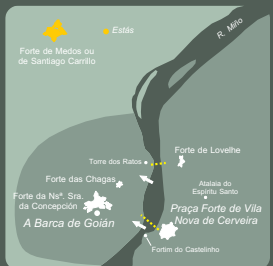 R. Miño
Estás
Forte de Medos ou
de Santiago Carrillo
Forte de Lovelhe
Torre dos Ratos
Forte das Chagas
Atalaia do
Espíritu Santo
Forte da Nsª. Sra.
da Concepción
A Barca de Goián
Praça Forte de Vila
Nova de Cerveira
Fortim do Castelinho